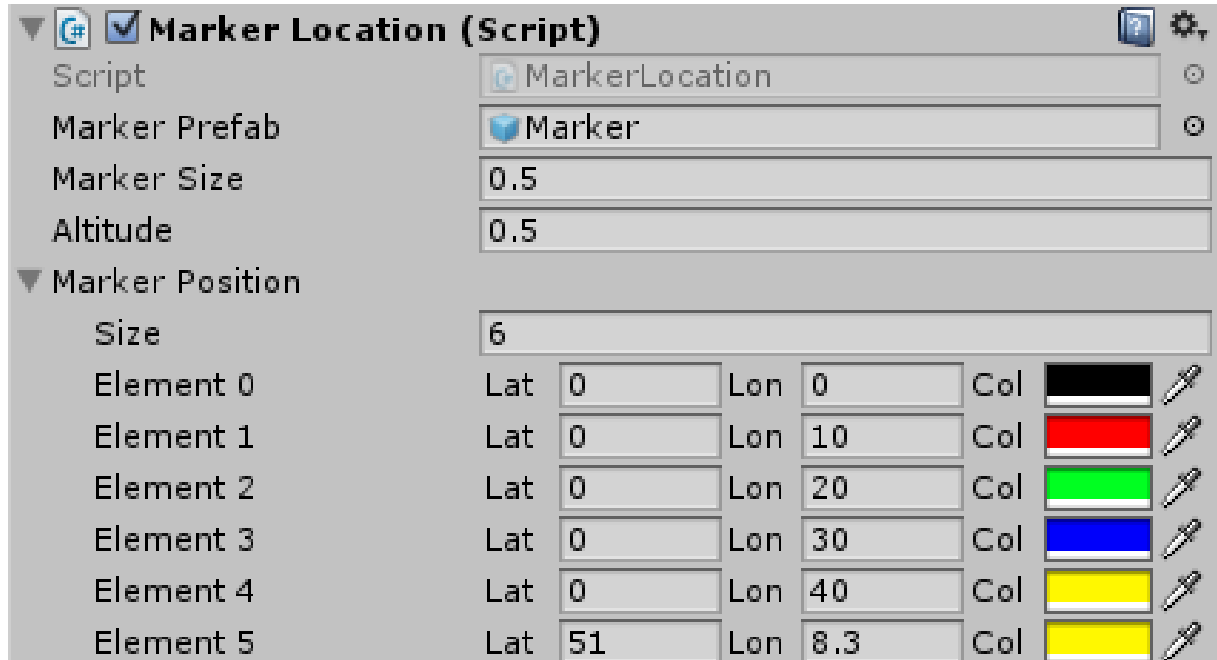 Marker Location (Script)
Script MarkerLocation
Marker Prefab Marker
Marker Size 0.5
Altitude 0.5
Marker Position
Size 6
Element 0 Lat 0 Lon 0 Col
Element 1 Lat 0 Lon 10 Col
Element 2 Lat 0 Lon 20 Col
Element 3 Lat 0 Lon 30 Col
Element 4 Lat 0 Lon 40 Col
Element 5 Lat 51 Lon 8.3 Col